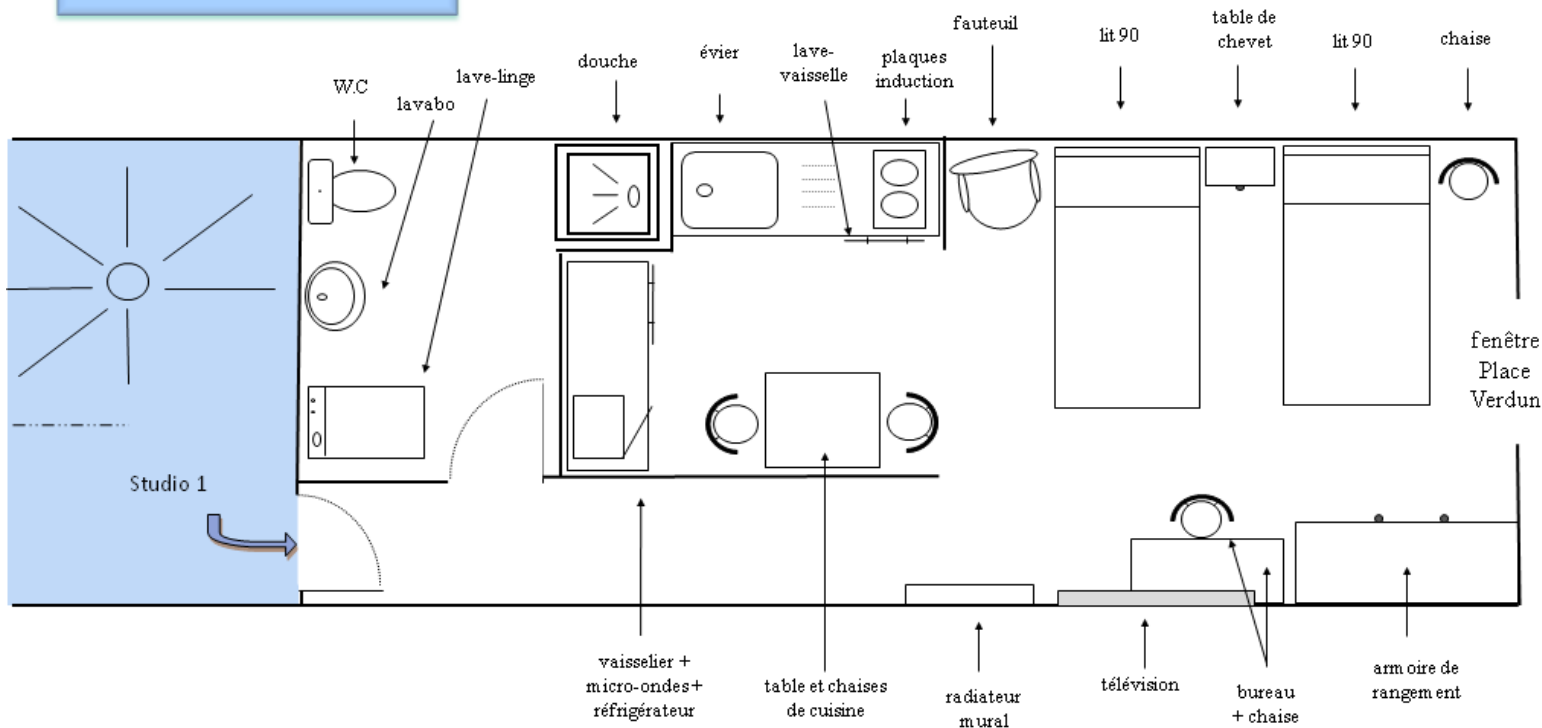 fauteuil
lit 90
table de
chevet
lit 90
chaise
W.C
lavabo
lave-linge
douche
évier
lave-
vaisselle
plaques
induction
fenêtre
Place
Verdun
Studio 1
vaisselier +
micro-ondes+
réfrigérateur
table et chaises
de cuisine
radiateur
mural
télévision
bureau
+ chaise
armoire de
rangement